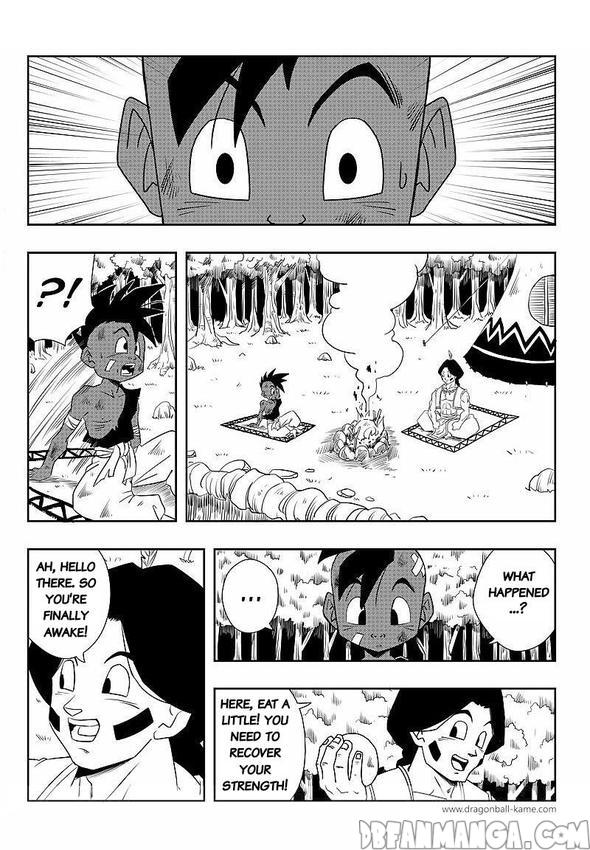 ?!
AH, HELLO
THERE. SO
YOU'RE
FINALLY
AWAKE!
...
WHAT
HAPPENED
...?
HERE, EAT A
LITTLE! YOU
NEED TO
RECOVER
YOUR
STRENGTH!
www.dragonball-kame.com
DBFANMANGA.COM